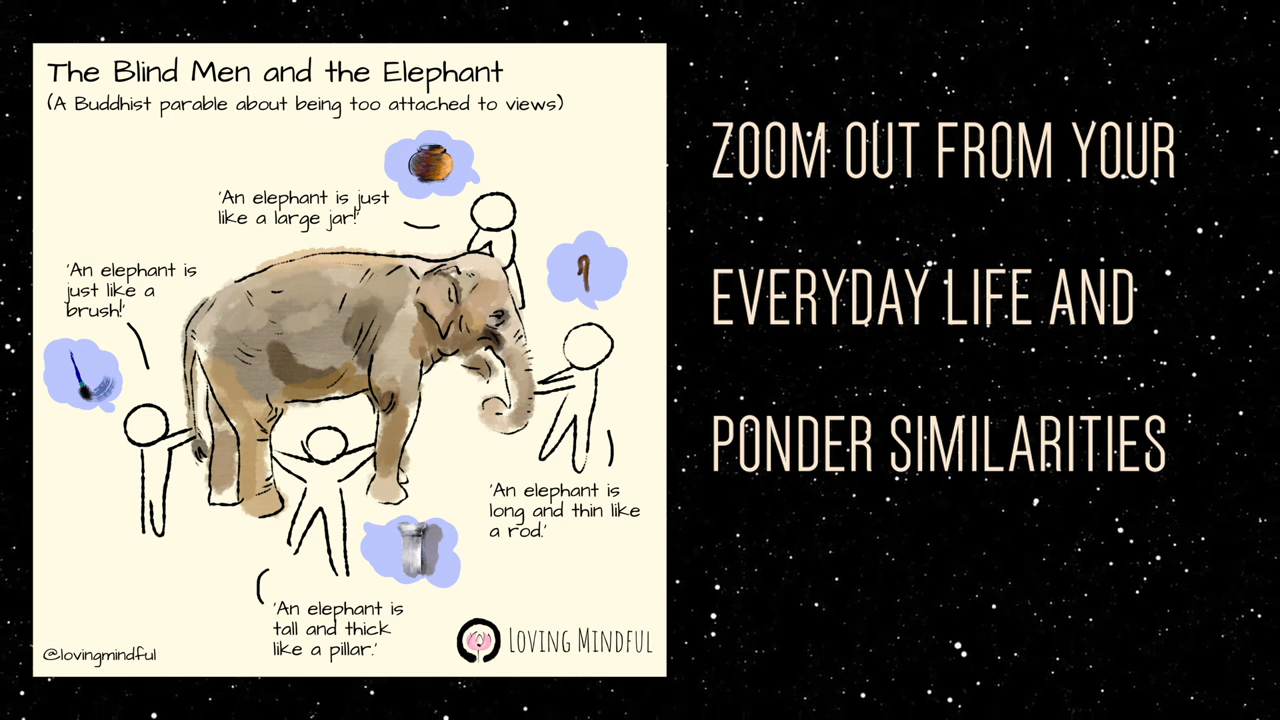 The Blind Men and the Elephant
(A Buddhist parable about being too attached to views)
'An elephant is just
like a large jar!'
'An elephant is
just like a
brush!'
'An elephant is
long and thin like
a rod.'
'An elephant is
tall and thick
like a pillar.'
@lovingmindful
LOVING MINDFUL
ZOOM OUT FROM YOUR
EVERYDAY LIFE AND
PONDER SIMILARITIES